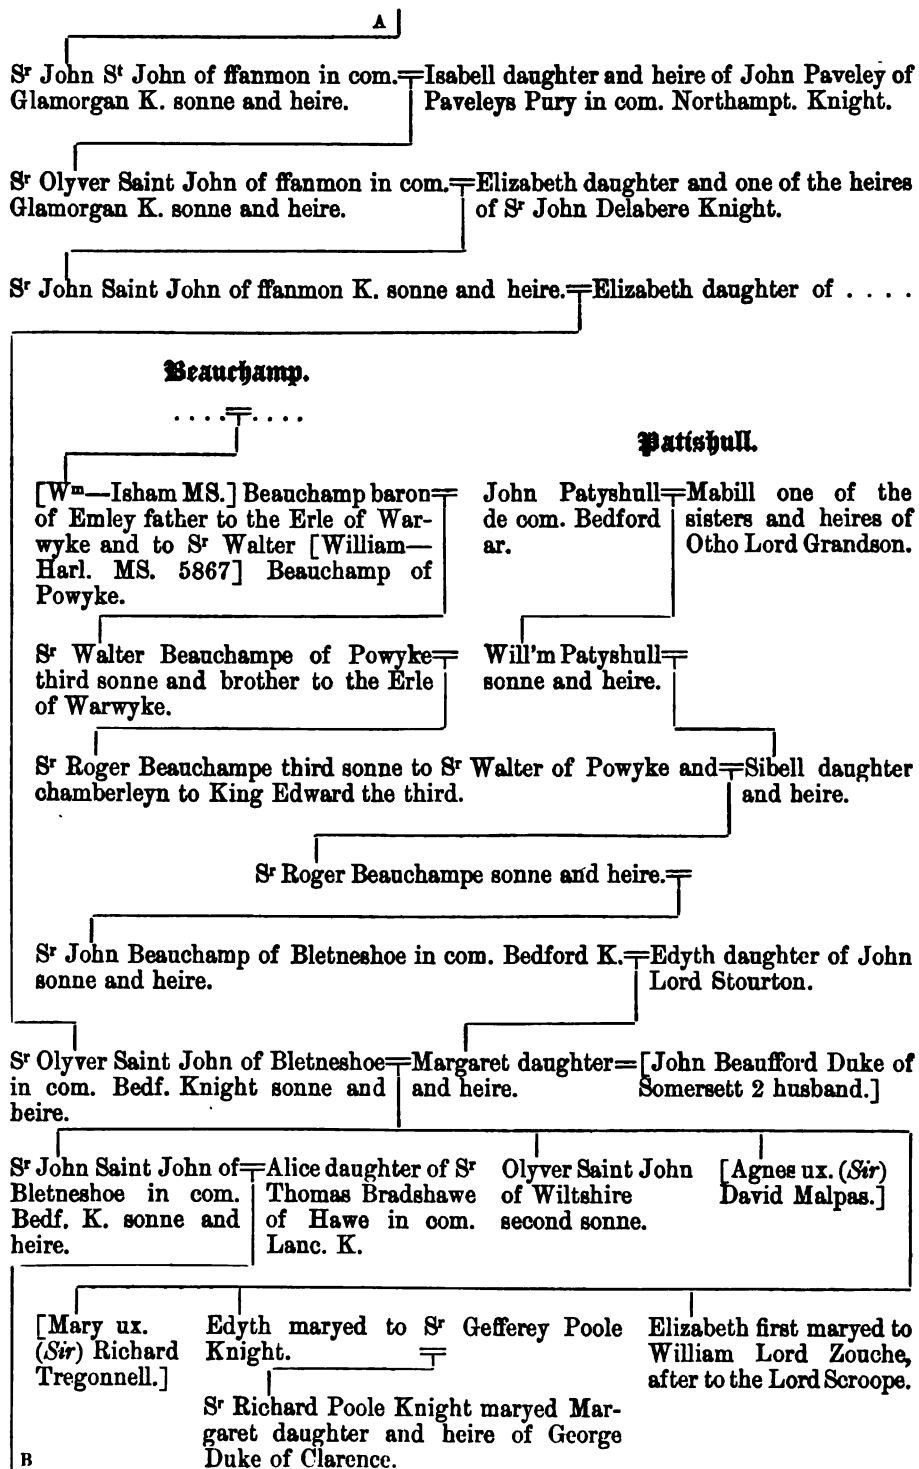 A
Sr John St John of ffanmon in com.
Glamorgan K. sonne and heire.
Isabell daughter and heire of John Paveley of
Paveleys Pury in com. Northampt. Knight.
Sr Olyver Saint John of ffanmon in com.
Glamorgan K. sonne and heire.
Elizabeth daughter and one of the heires
of Sr John Delabere Knight.
Sr John Saint John of ffanmon K. sonne and heire.
Elizabeth daughter of . . . .
Beauchamp.
. . . . . . . .
Patishull.
[Wm—Isham MS.] Beauchamp baron
of Emley father to the Erle of War-
wyke and to Sr Walter [William—
Harl. MS. 5867] Beauchamp of
Powyke.
John Patyshull
de com. Bedford
ar.
Mabill one of the
sisters and heires of
Otho Lord Grandson.
Sr Walter Beauchampe of Powyke
third sonne and brother to the Erle
of Warwyke.
Will'm Patyshull
sonne and heire.
Sr Roger Beauchampe third sonne to Sr Walter of Powyke and
chamberleyn to King Edward the third.
Sibell daughter
and heire.
Sr Roger Beauchampe sonne and heire.
Sr John Beauchamp of Bletneshoe in com. Bedford K.
sonne and heire.
Edyth daughter of John
Lord Stourton.
Sr Olyver Saint John of Bletneshoe
in com. Bedf. Knight sonne and
heire.
Margaret daughter
and heire.
[John Beaufford Duke of
Somersett 2 husband.]
Sr John Saint John of
Bletneshoe in com.
Bedf. K. sonne and
heire.
Alice daughter of Sr
Thomas Bradshawe
of Hawe in com.
Lanc. K.
Olyver Saint John
of Wiltshire
second sonne.
[Agnes ux. (Sir)
David Malpas.]
[Mary ux.
(Sir) Richard
Tregonnell.]
Edyth maryed to Sr Gefferey Poole
Knight.
Elizabeth first maryed to
William Lord Zouche,
after to the Lord Scroope.
Sr Richard Poole Knight maryed Mar-
garet daughter and heire of George
Duke of Clarence.
B